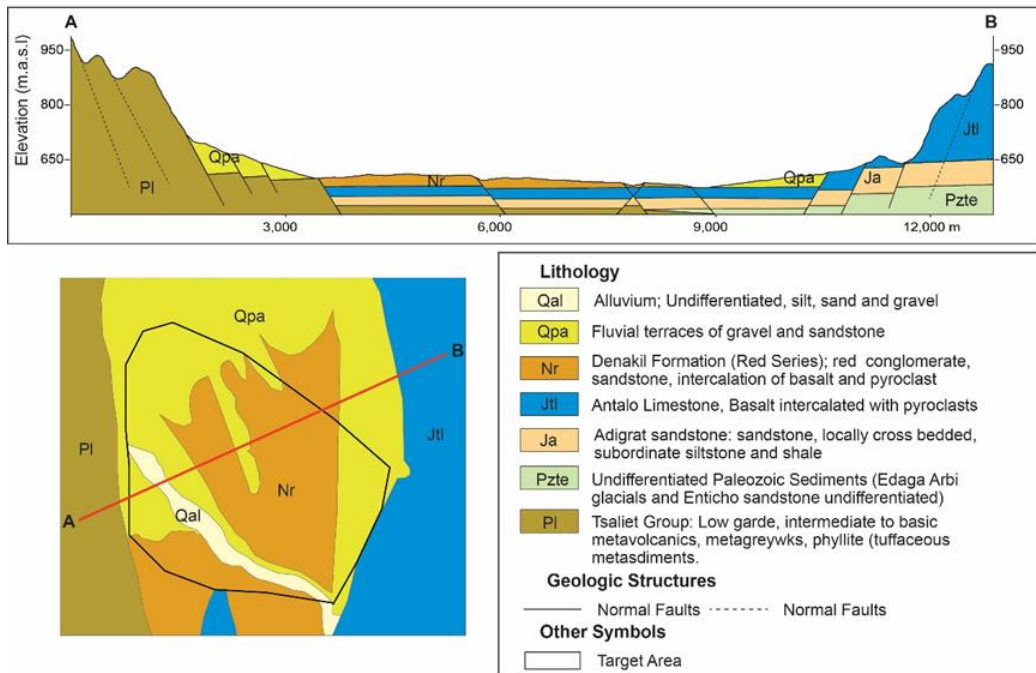 A
B
Elevation (m.a.s.l)
950
800
650
950
800
650
Qpa
Pl
Nr
Qpa
Ja
Jtl
Pzte
3,000
6,000
9,000
12,000 m
Qpa
B
Pl
Jtl
Nr
A
Qal
Lithology
Qal Alluvium; Undifferentiated, silt, sand and gravel
Qpa Fluvial terraces of gravel and sandstone
Nr Denakil Formation (Red Series); red conglomerate,
sandstone, intercalation of basalt and pyroclast
Jtl Antalo Limestone, Basalt intercalated with pyroclasts
Ja Adigrat sandstone: sandstone, locally cross bedded,
subordinate siltstone and shale
Pzte Undifferentiated Paleozoic Sediments (Edaga Arbi
glacials and Enticho sandstone undifferentiated)
Pl Tsaliet Group: Low garde, intermediate to basic
metavolcanics, metagreywks, phyllite (tuffaceous
metasdiments.
Geologic Structures
Normal Faults
Normal Faults
Other Symbols
Target Area